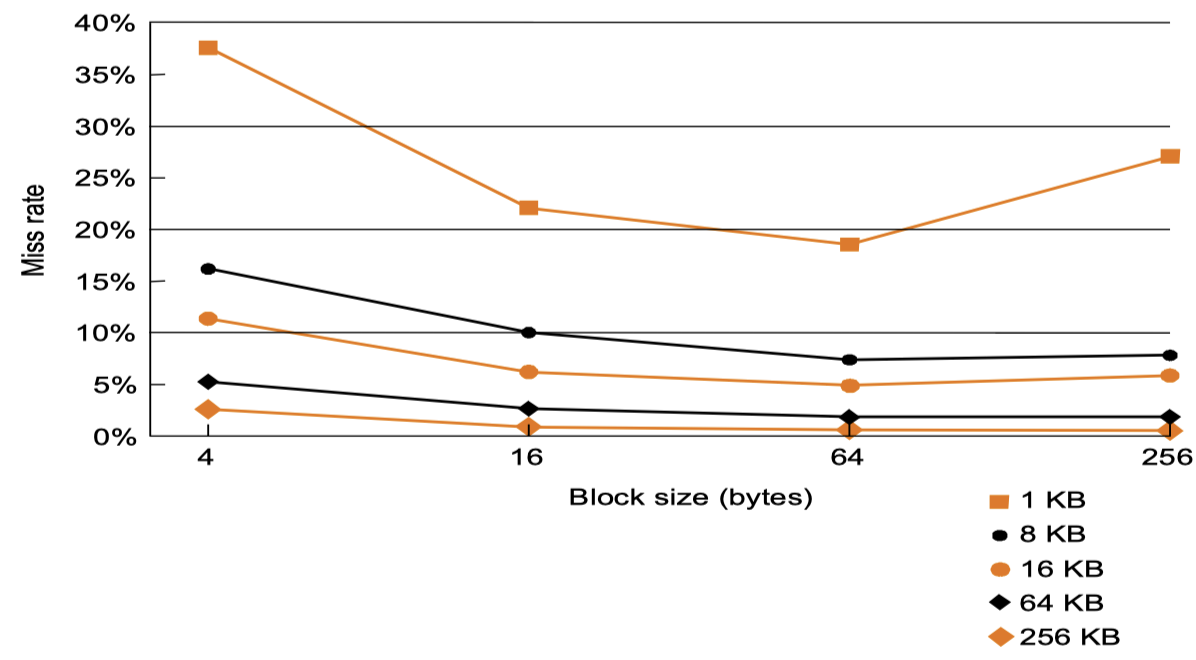 40%
35%
30%
25%
20%
15%
10%
5%
0%
Miss rate
4 16 64 256
Block size (bytes)
1 KB
8 KB
16 KB
64 KB
256 KB